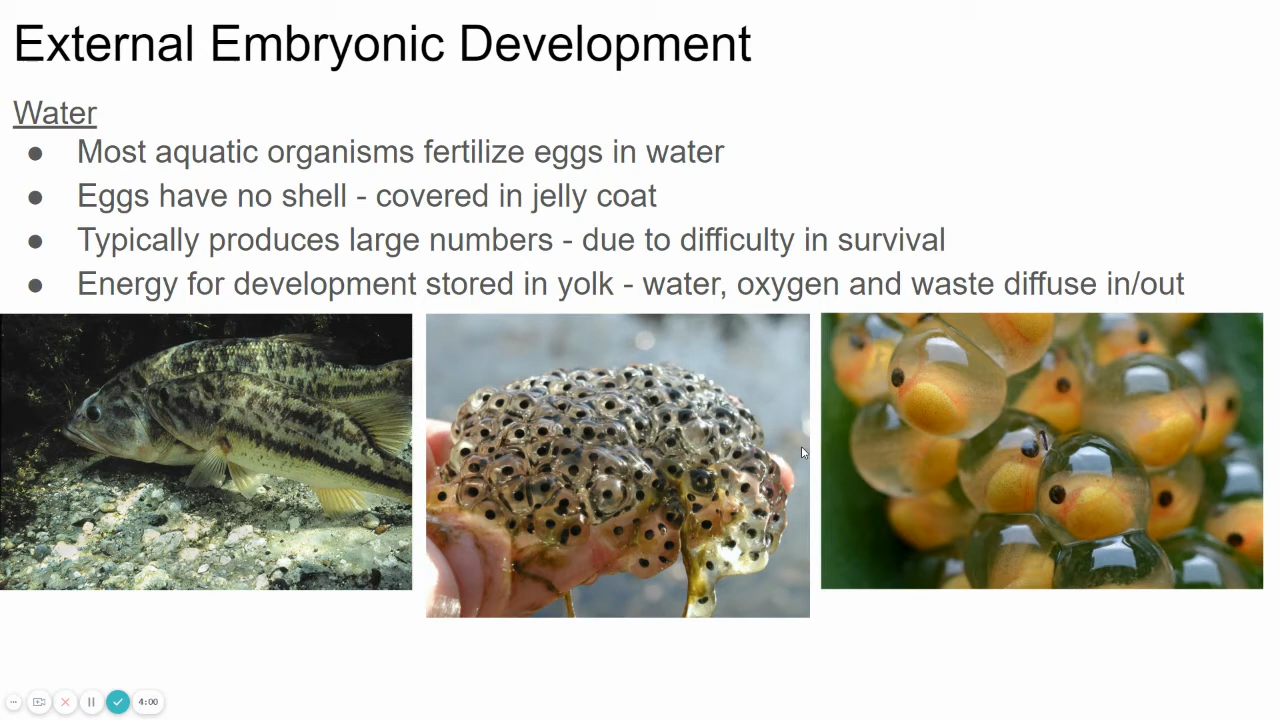 External Embryonic Development
Water
● Most aquatic organisms fertilize eggs in water
● Eggs have no shell - covered in jelly coat
● Typically produces large numbers - due to difficulty in survival
● Energy for development stored in yolk - water, oxygen and waste diffuse in/out
4:00